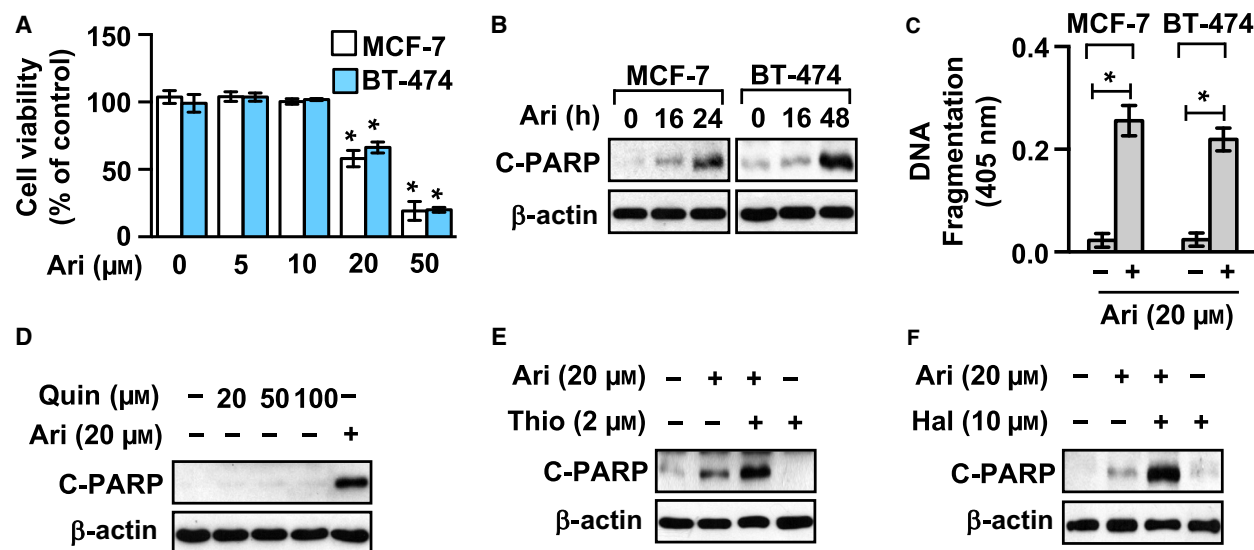 A
150
100
50
0
Cell viability
(% of control)
MCF-7
BT-474
* * * *
Ari (μM) 0 5 10 20 50
B
MCF-7 BT-474
Ari (h) 0 16 24 0 16 48
C-PARP
β-actin
C
MCF-7 BT-474
0.4
0.2
0.0
DNA
Fragmentation
(405 nm)
* *
− + − +
Ari (20 μM)
D
Quin (μM) − 20 50 100 −
Ari (20 μM) − − − − +
C-PARP
β-actin
E
Ari (20 μM) − + + −
Thio (2 μM) − − + +
C-PARP
β-actin
F
Ari (20 μM) − + + −
Hal (10 μM) − − + +
C-PARP
β-actin